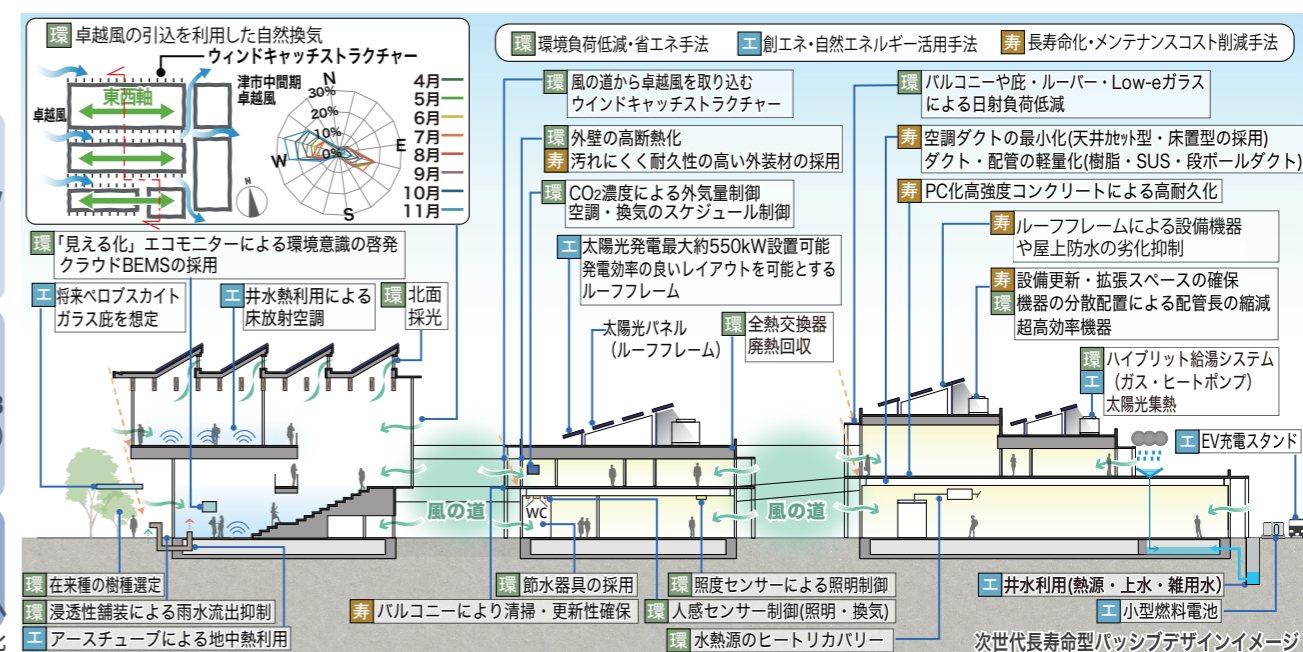 環 卓越風の引込を利用した自然換気
ウィンドキャッチストラクチャー
卓越風
東西軸
N
津市中間期
卓越風
N
30%
20%
10%
0%
W
E
S
4月
5月
6月
7月
8月
9月
10月
11月
環 環境負荷低減・省エネ手法
工 創エネ・自然エネルギー活用手法
寿 長寿命化・メンテナンスコスト削減手法
環 風の道から卓越風を取り込む
ウインドキャッチストラクチャー
環 外壁の高断熱化
寿 汚れにくく耐久性の高い外装材の採用
環 CO2濃度による外気量制御
空調・換気のスケジュール制御
工 太陽光発電最大約550kW設置可能
発電効率の良いレイアウトを可能とする
ルーフフレーム
環 バルコニーや庇・ルーバー・Low-eガラス
による日射負荷低減
寿 空調ダクトの最小化(天井カセット型・床置型の採用)
ダクト・配管の軽量化(樹脂・SUS・段ボールダクト)
寿 PC化高強度コンクリートによる高耐久化
寿 ルーフフレームによる設備機器
や屋上防水の劣化抑制
寿 設備更新・拡張スペースの確保
環 機器の分散配置による配管長の縮減
超高効率機器
環 「見える化」エコモニターによる環境意識の啓発
クラウドBEMSの採用
工 将来ペロブスカイト
ガラス庇を想定
工 井水熱利用による
床放射空調
環 北面
採光
太陽光パネル
(ルーフフレーム)
環 全熱交換器
廃熱回収
環 ハイブリット給湯システム
工 (ガス・ヒートポンプ)
太陽光集熱
工 EV充電スタンド
風の道
WC
風の道
環 在来種の樹種選定
環 浸透性舗装による雨水流出抑制
工 アースチューブによる地中熱利用
環 節水器具の採用
寿 バルコニーにより清掃・更新性確保
環 照度センサーによる照明制御
環 人感センサー制御(照明・換気)
環 水熱源のヒートリカバリー
工 井水利用(熱源・上水・雑用水)
工 小型燃料電池
次世代長寿命型パッシブデザインイメージ